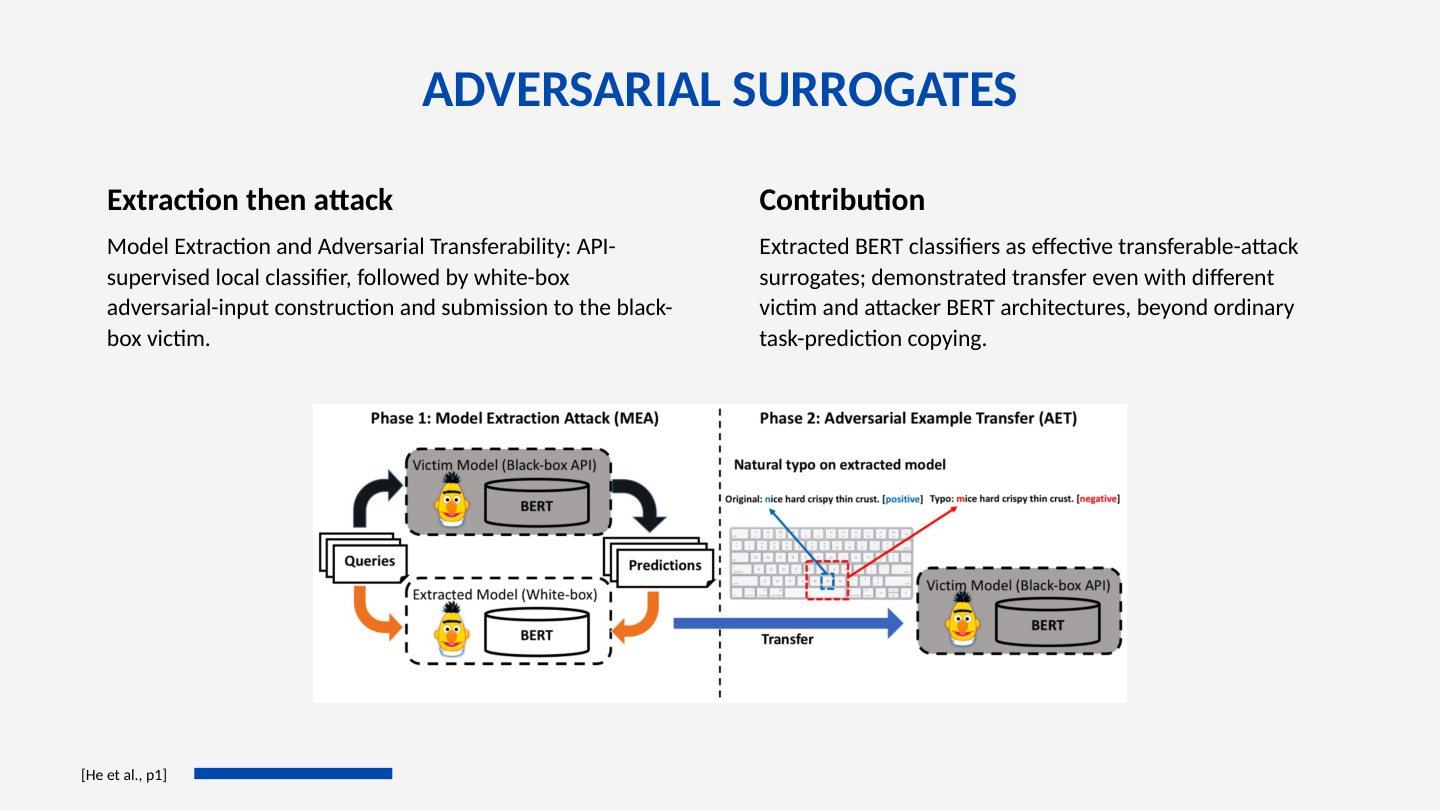 ADVERSARIAL SURROGATES
Extraction then attack
Model Extraction and Adversarial Transferability: API-
supervised local classifier, followed by white-box
adversarial-input construction and submission to the black-
box victim.
Contribution
Extracted BERT classifiers as effective transferable-attack
surrogates; demonstrated transfer even with different
victim and attacker BERT architectures, beyond ordinary
task-prediction copying.
Phase 1: Model Extraction Attack (MEA)
Victim Model (Black-box API)
BERT
Queries
Predictions
Extracted Model (White-box)
BERT
Phase 2: Adversarial Example Transfer (AET)
Natural typo on extracted model
Original: nice hard crispy thin crust. [positive]
Typo: mice hard crispy thin crust. [negative]
Victim Model (Black-box API)
BERT
Transfer
[He et al., p1]